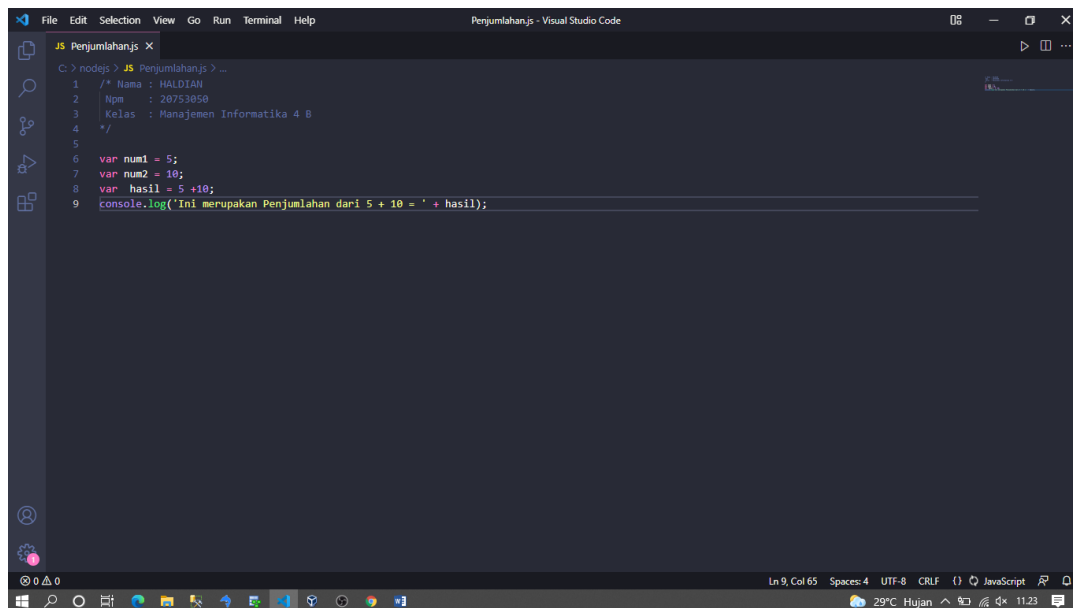 File Edit Selection View Go Run Terminal Help Penjumlahan.js - Visual Studio Code
JS Penjumlahan.js
C: > nodejs > JS Penjumlahan.js > ...
1 /* Nama : HALDIAN
2 Npm : 20753050
3 Kelas : Manajemen Informatika 4 B
4 */
5
6 var num1 = 5;
7 var num2 = 10;
8 var hasil = 5 +10;
9 console.log('Ini merupakan Penjumlahan dari 5 + 10 = ' + hasil);
1
0 0 Ln 9, Col 65 Spaces: 4 UTF-8 CRLF {} JavaScript
29°C Hujan 11.23